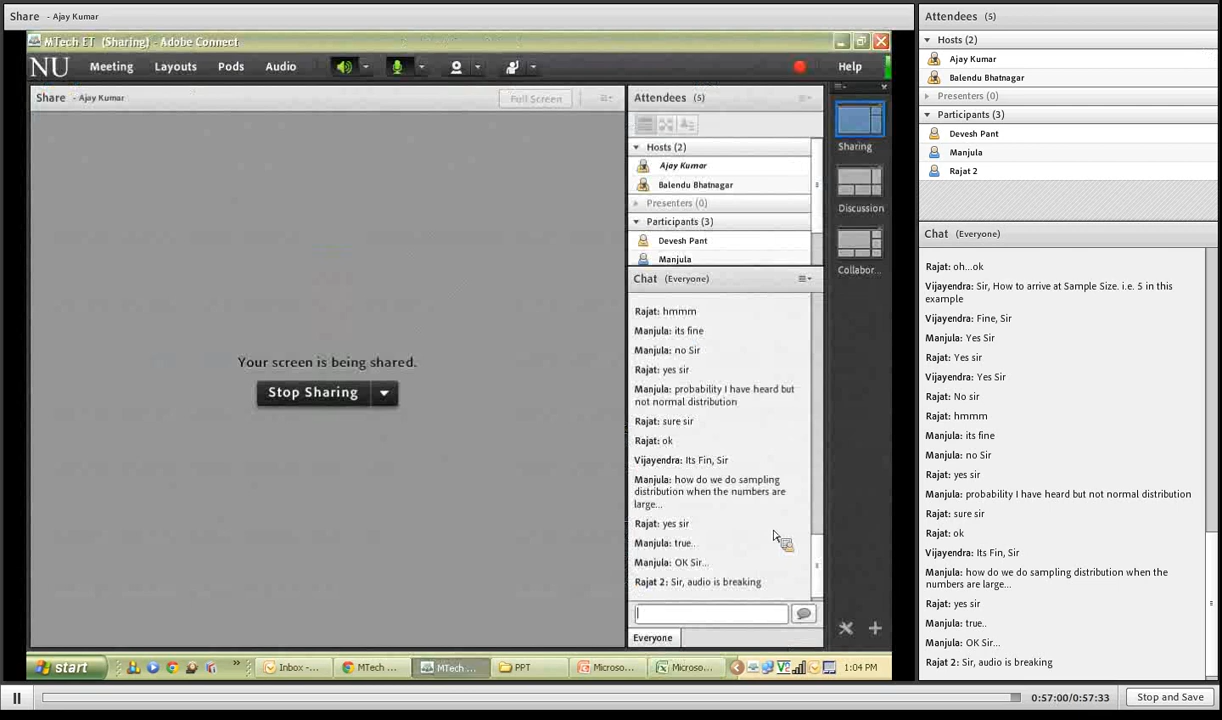 Share - Ajay Kumar
MTech ET (Sharing) - Adobe Connect
NU Meeting Layouts Pods Audio Help
Share - Ajay Kumar
Full Screen
Your screen is being shared.
Stop Sharing
Attendees (5)
Hosts (2)
Ajay Kumar
Balendu Bhatnagar
Presenters (0)
Participants (3)
Devesh Pant
Manjula
Chat (Everyone)
Rajat: hmmm
Manjula: its fine
Manjula: no Sir
Rajat: yes sir
Manjula: probability I have heard but
not normal distribution
Rajat: sure sir
Rajat: ok
Vijayendra: Its Fin, Sir
Manjula: how do we do sampling
distribution when the numbers are
large...
Rajat: yes sir
Manjula: true..
Manjula: OK Sir...
Rajat 2: Sir, audio is breaking
Everyone
Sharing
Discussion
Collabor...
start
Inbox -...
MTech ...
MTech ...
PPT
Microso...
Microso...
1:04 PM
Attendees (5)
Hosts (2)
Ajay Kumar
Balendu Bhatnagar
Presenters (0)
Participants (3)
Devesh Pant
Manjula
Rajat 2
Chat (Everyone)
Rajat: oh...ok
Vijayendra: Sir, How to arrive at Sample Size. i.e. 5 in this
example
Vijayendra: Fine, Sir
Manjula: Yes Sir
Rajat: Yes sir
Vijayendra: Yes Sir
Rajat: No sir
Rajat: hmmm
Manjula: its fine
Manjula: no Sir
Rajat: yes sir
Manjula: probability I have heard but not normal distribution
Rajat: sure sir
Rajat: ok
Vijayendra: Its Fin, Sir
Manjula: how do we do sampling distribution when the
numbers are large...
Rajat: yes sir
Manjula: true..
Manjula: OK Sir...
Rajat 2: Sir, audio is breaking
0:57:00/0:57:33
Stop and Save